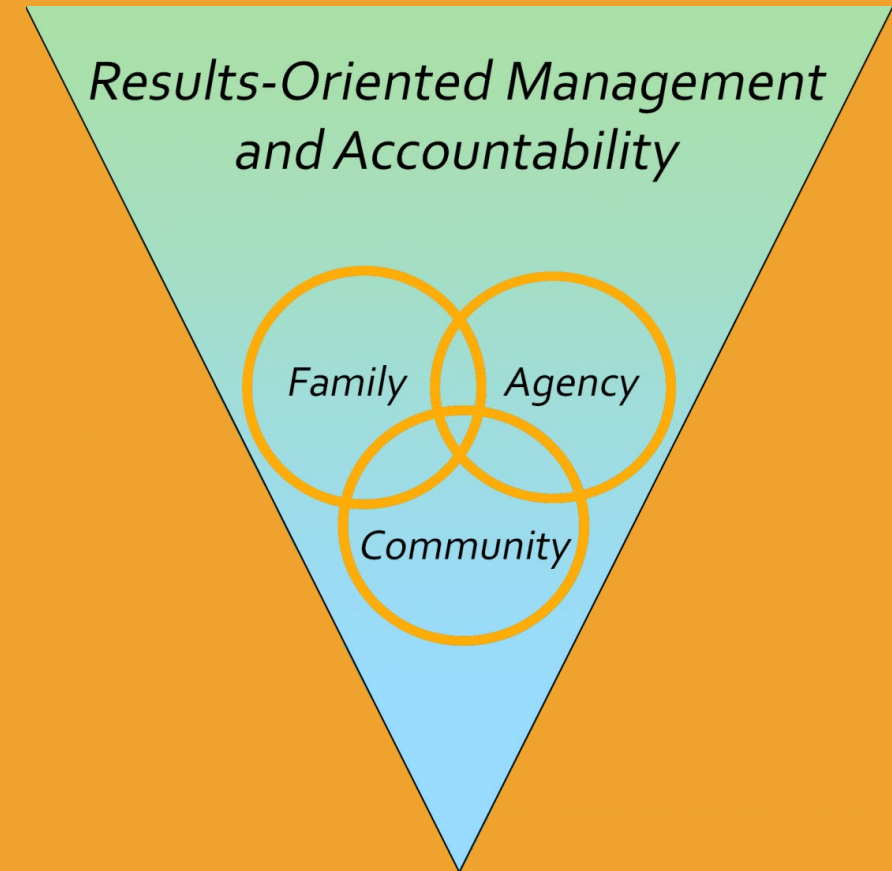 Results-Oriented Management
and Accountability
Family
Agency
Community